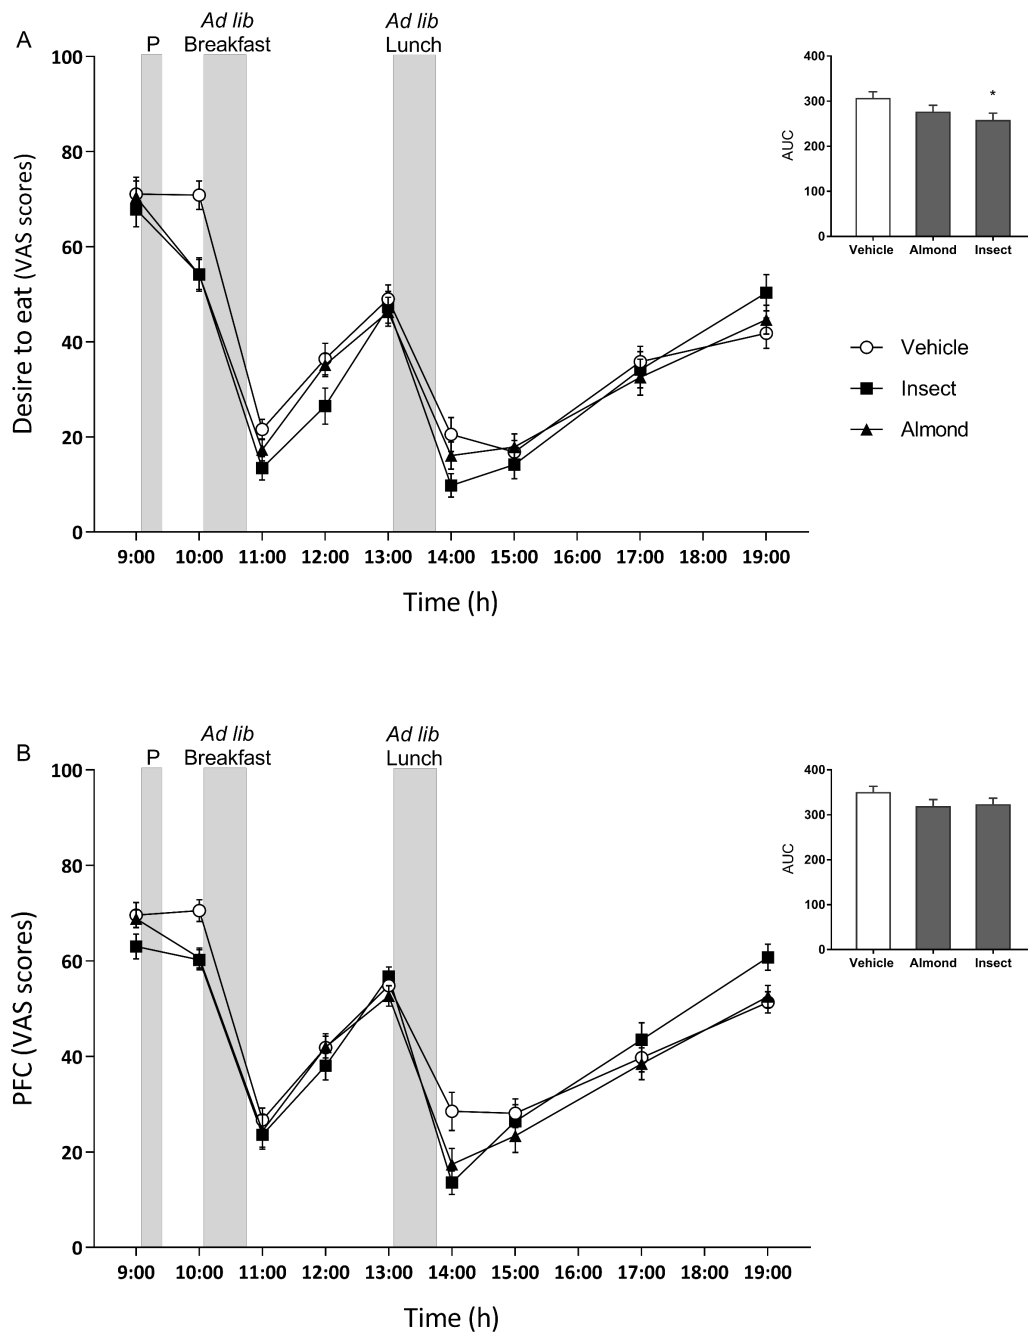 A
Ad lib
P
Breakfast
Ad lib
Lunch
100
80
60
40
20
0
Desire to eat (VAS scores)
9:00 10:00 11:00 12:00 13:00 14:00 15:00 16:00 17:00 18:00 19:00
Time (h)
400
300
200
100
0
AUC
*
Vehicle Almond Insect
Vehicle
Insect
Almond
B
Ad lib
P
Breakfast
Ad lib
Lunch
100
80
60
40
20
0
PFC (VAS scores)
9:00 10:00 11:00 12:00 13:00 14:00 15:00 16:00 17:00 18:00 19:00
Time (h)
400
300
200
100
0
AUC
Vehicle Almond Insect